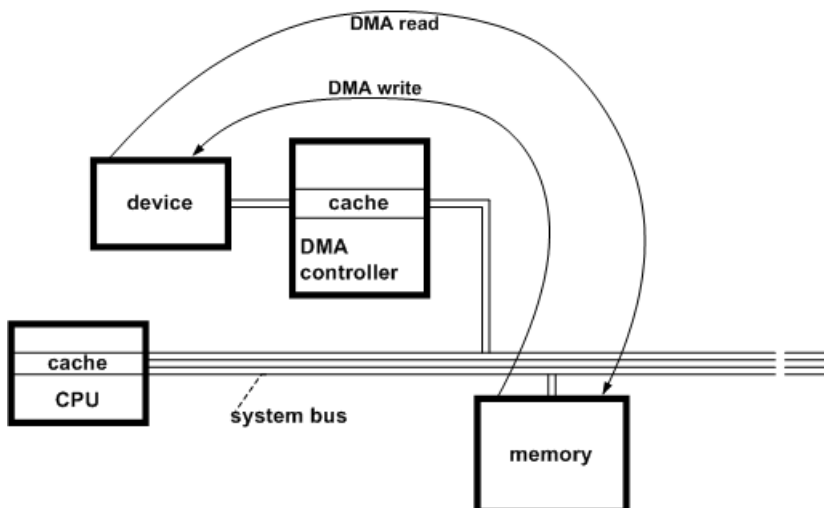 DMA read
DMA write
device
cache
DMA
controller
cache
CPU
system bus
memory